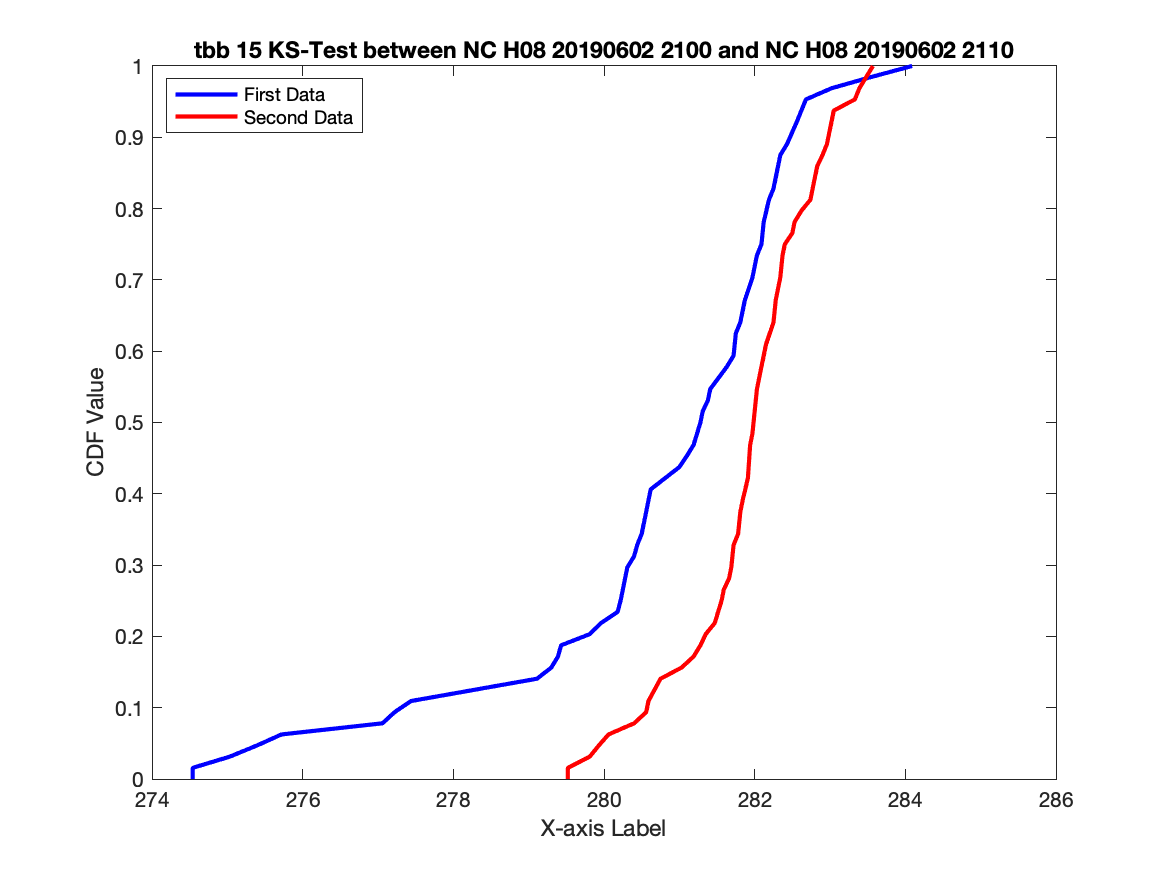 tbb 15 KS-Test between NC H08 20190602 2100 and NC H08 20190602 2110
First Data
Second Data
1
0.9
0.8
0.7
0.6
0.5
0.4
0.3
0.2
0.1
0
CDF Value
274 276 278 280 282 284 286
X-axis Label